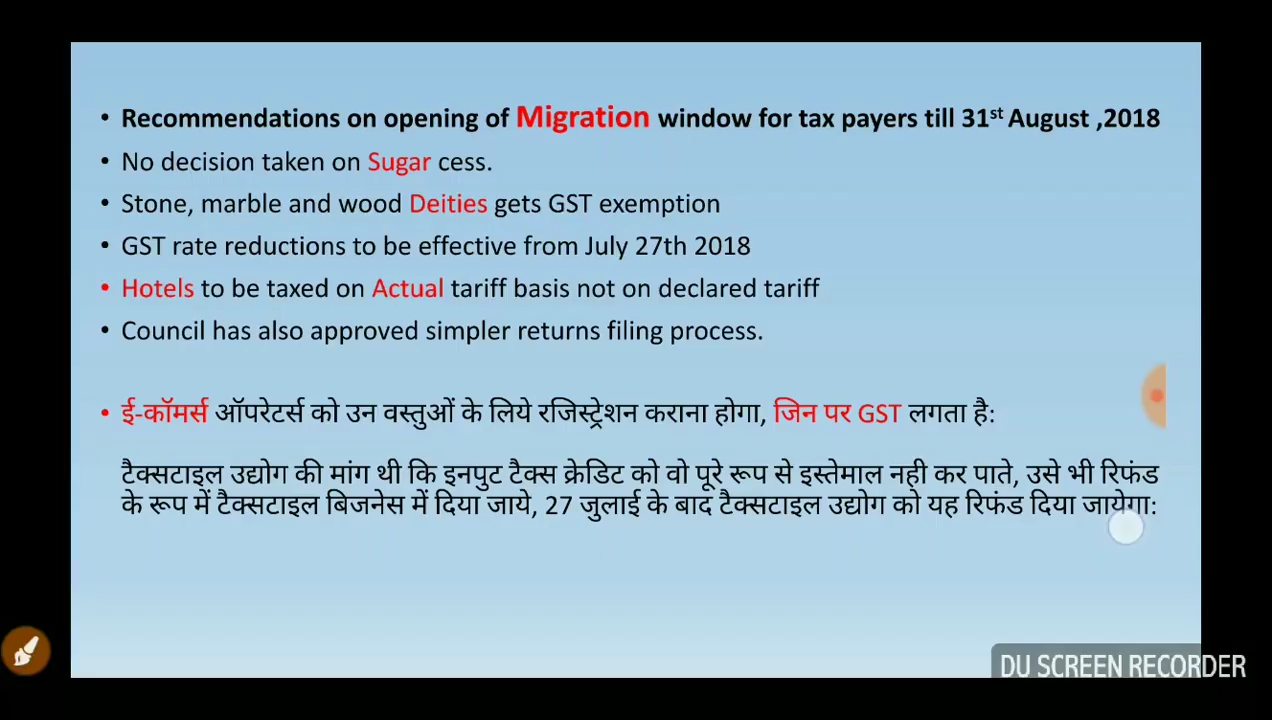 • Recommendations on opening of Migration window for tax payers till 31st August ,2018
• No decision taken on Sugar cess.
• Stone, marble and wood Deities gets GST exemption
• GST rate reductions to be effective from July 27th 2018
• Hotels to be taxed on Actual tariff basis not on declared tariff
• Council has also approved simpler returns filing process.
• ई-कॉमर्स ऑपरेटर्स को उन वस्तुओं के लिये रजिस्ट्रेशन कराना होगा, जिन पर GST लगता है:
टैक्सटाइल उद्योग की मांग थी कि इनपुट टैक्स क्रेडिट को वो पूरे रूप से इस्तेमाल नही कर पाते, उसे भी रिफंड
के रूप में टैक्सटाइल बिजनेस में दिया जाये, 27 जुलाई के बाद टैक्सटाइल उद्योग को यह रिफंड दिया जायेगा:
DU SCREEN RECORDER